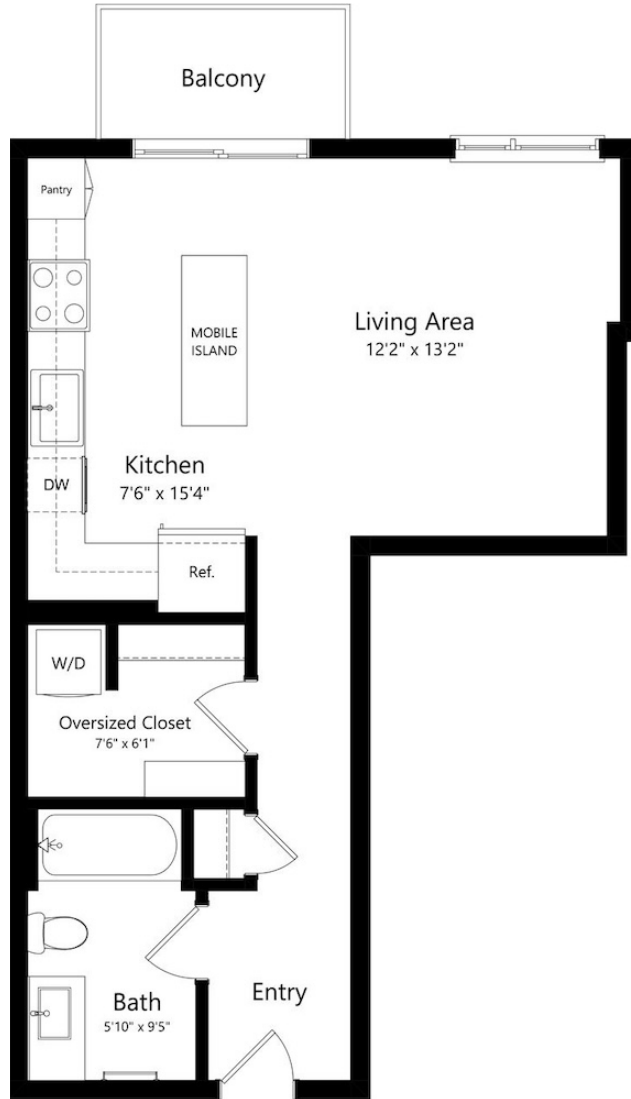 Balcony
Pantry
MOBILE
ISLAND
Living Area
12'2" x 13'2"
Kitchen
7'6" x 15'4"
DW
Ref.
W/D
Oversized Closet
7'6" x 6'1"
Entry
Bath
5'10" x 9'5"